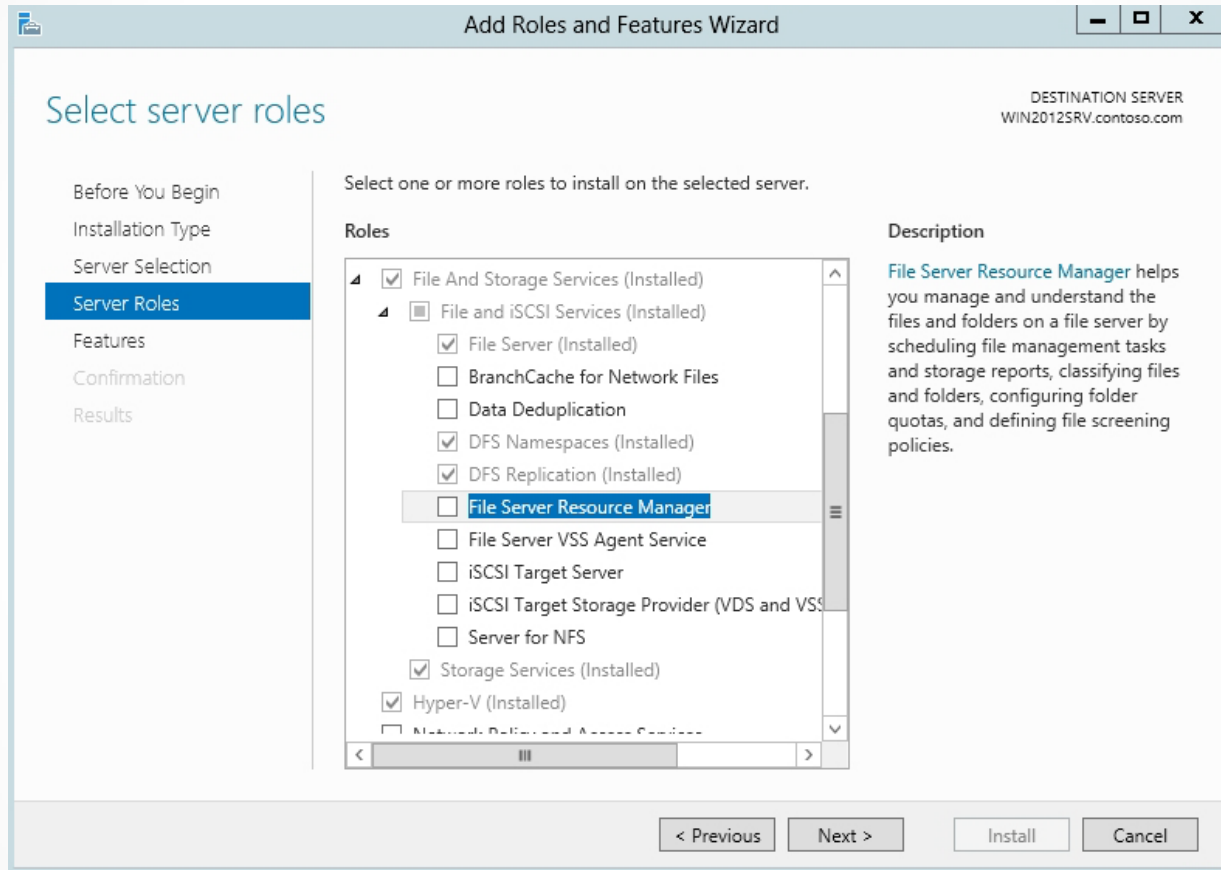 Add Roles and Features Wizard
Select server roles
DESTINATION SERVER
WIN2012SRV.contoso.com
Before You Begin
Installation Type
Server Selection
Server Roles
Features
Confirmation
Results
Select one or more roles to install on the selected server.
Roles
File And Storage Services (Installed)
File and iSCSI Services (Installed)
File Server (Installed)
BranchCache for Network Files
Data Deduplication
DFS Namespaces (Installed)
DFS Replication (Installed)
File Server Resource Manager
File Server VSS Agent Service
iSCSI Target Server
iSCSI Target Storage Provider (VDS and VSS
Server for NFS
Storage Services (Installed)
Hyper-V (Installed)
Network Policy and Access Services
Description
File Server Resource Manager helps
you manage and understand the
files and folders on a file server by
scheduling file management tasks
and storage reports, classifying files
and folders, configuring folder
quotas, and defining file screening
policies.
< Previous
Next >
Install
Cancel